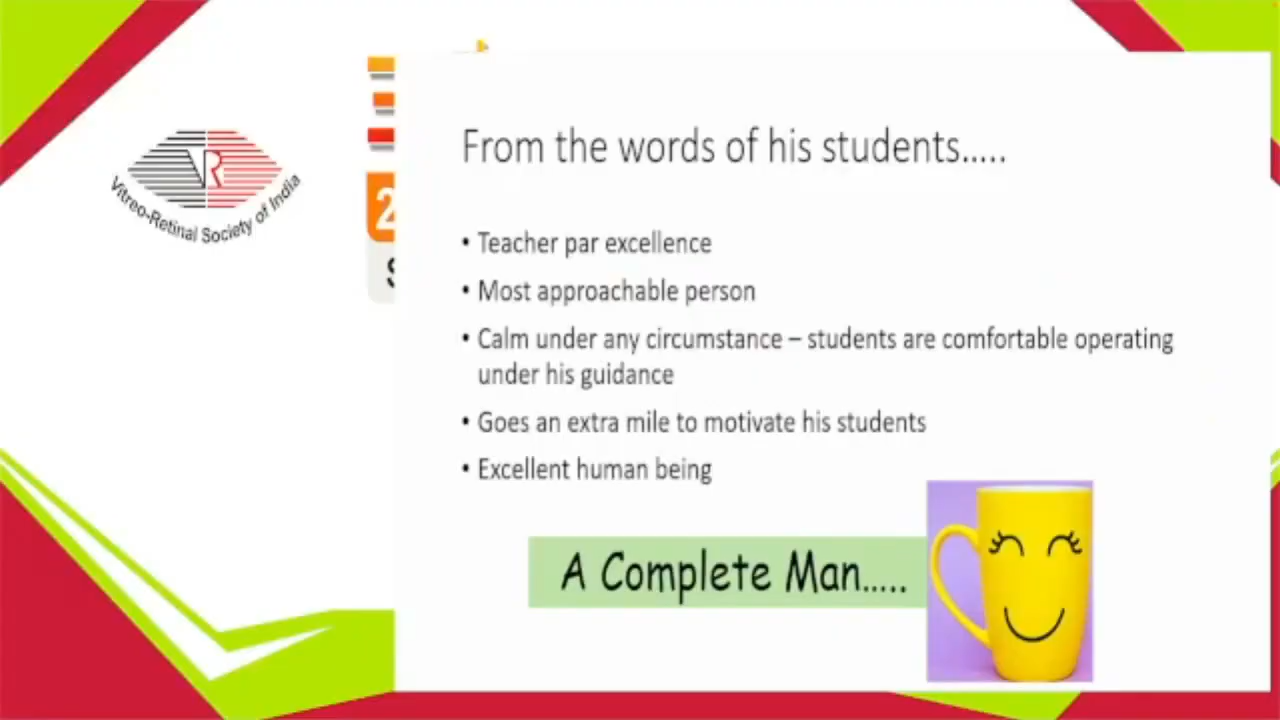 VR
Vitreo-Retinal Society of India
2
S
From the words of his students.....
• Teacher par excellence
• Most approachable person
• Calm under any circumstance – students are comfortable operating
under his guidance
• Goes an extra mile to motivate his students
• Excellent human being
A Complete Man.....